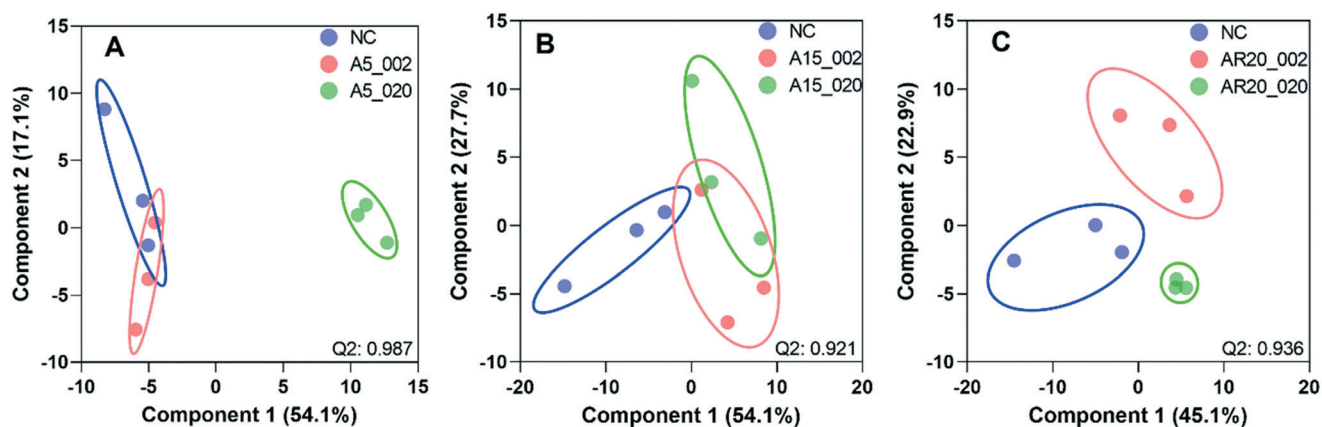 A
NC
A5_002
A5_020
15
10
5
0
-5
-10
Component 2 (17.1%)
Q2: 0.987
-10
-5
0
5
10
15
Component 1 (54.1%)
B
NC
A15_002
A15_020
15
10
5
0
-5
-10
Component 2 (27.7%)
Q2: 0.921
-20
-10
0
10
20
Component 1 (54.1%)
C
NC
AR20_002
AR20_020
15
10
5
0
-5
-10
Component 2 (22.9%)
Q2: 0.936
-20
-10
0
10
20
Component 1 (45.1%)